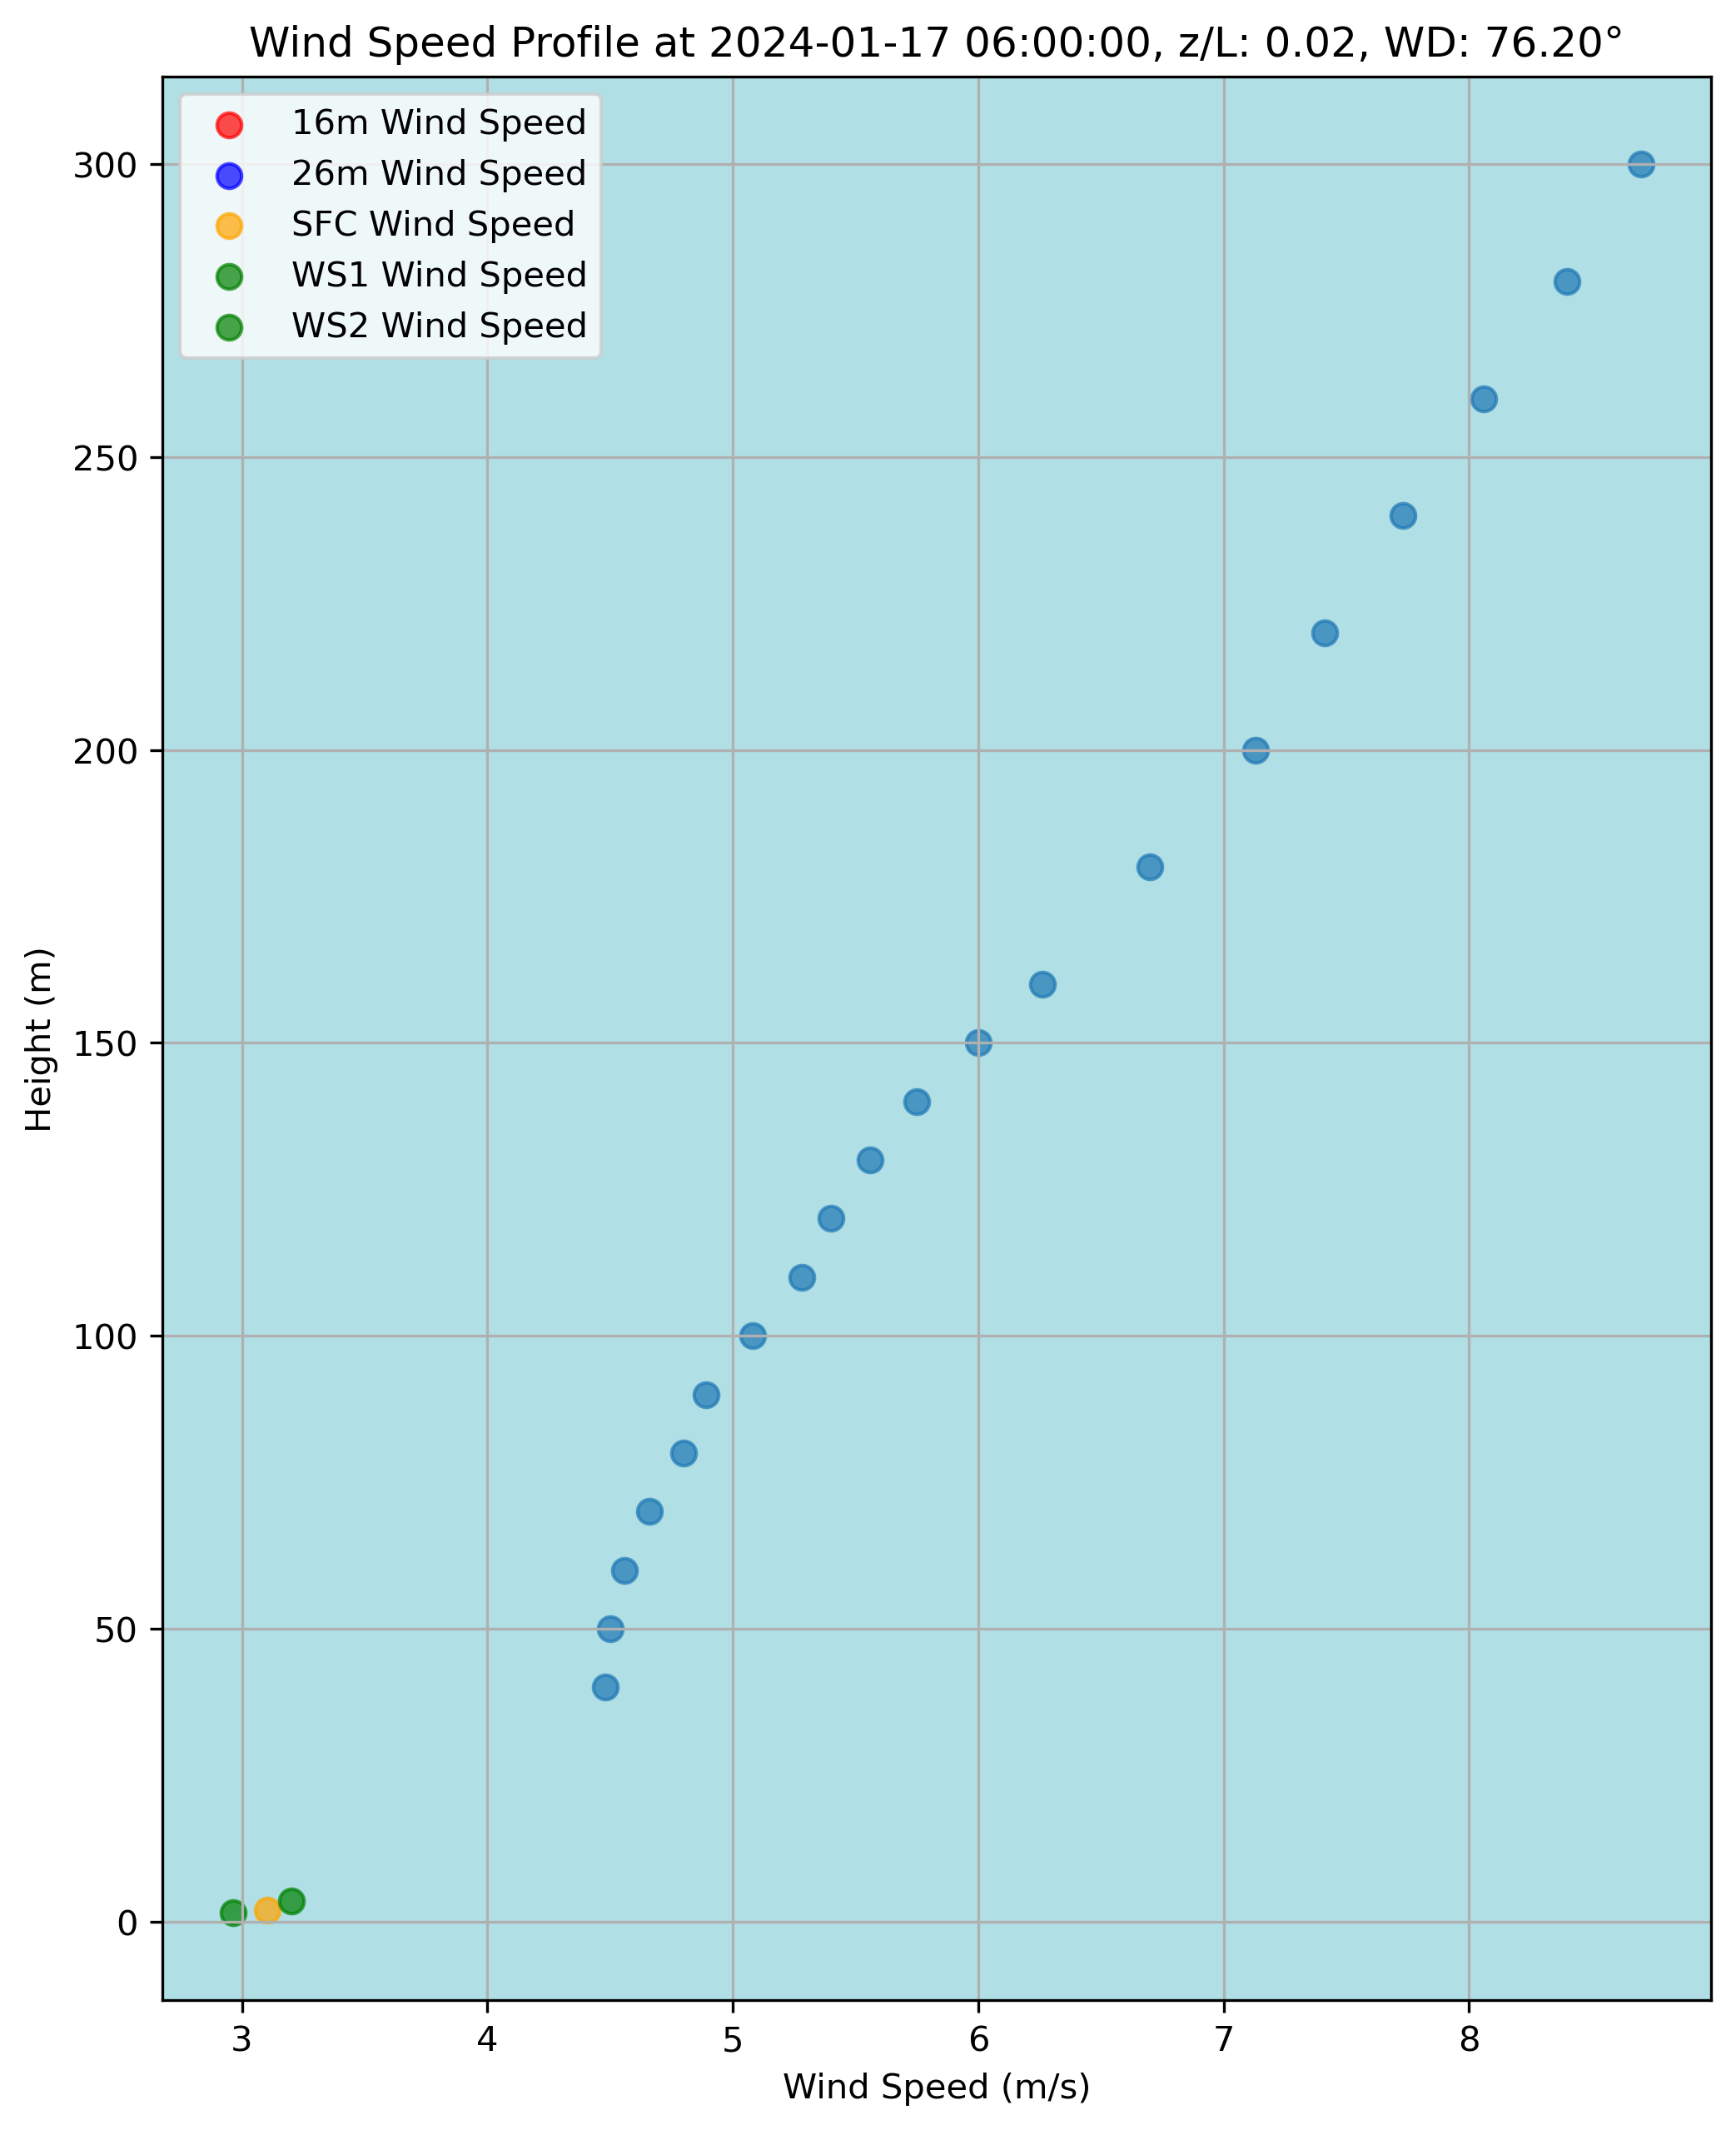 Wind Speed Profile at 2024-01-17 06:00:00, z/L: 0.02, WD: 76.20°
16m Wind Speed
26m Wind Speed
SFC Wind Speed
WS1 Wind Speed
WS2 Wind Speed
300
250
200
150
100
50
0
Height (m)
3 4 5 6 7 8
Wind Speed (m/s)